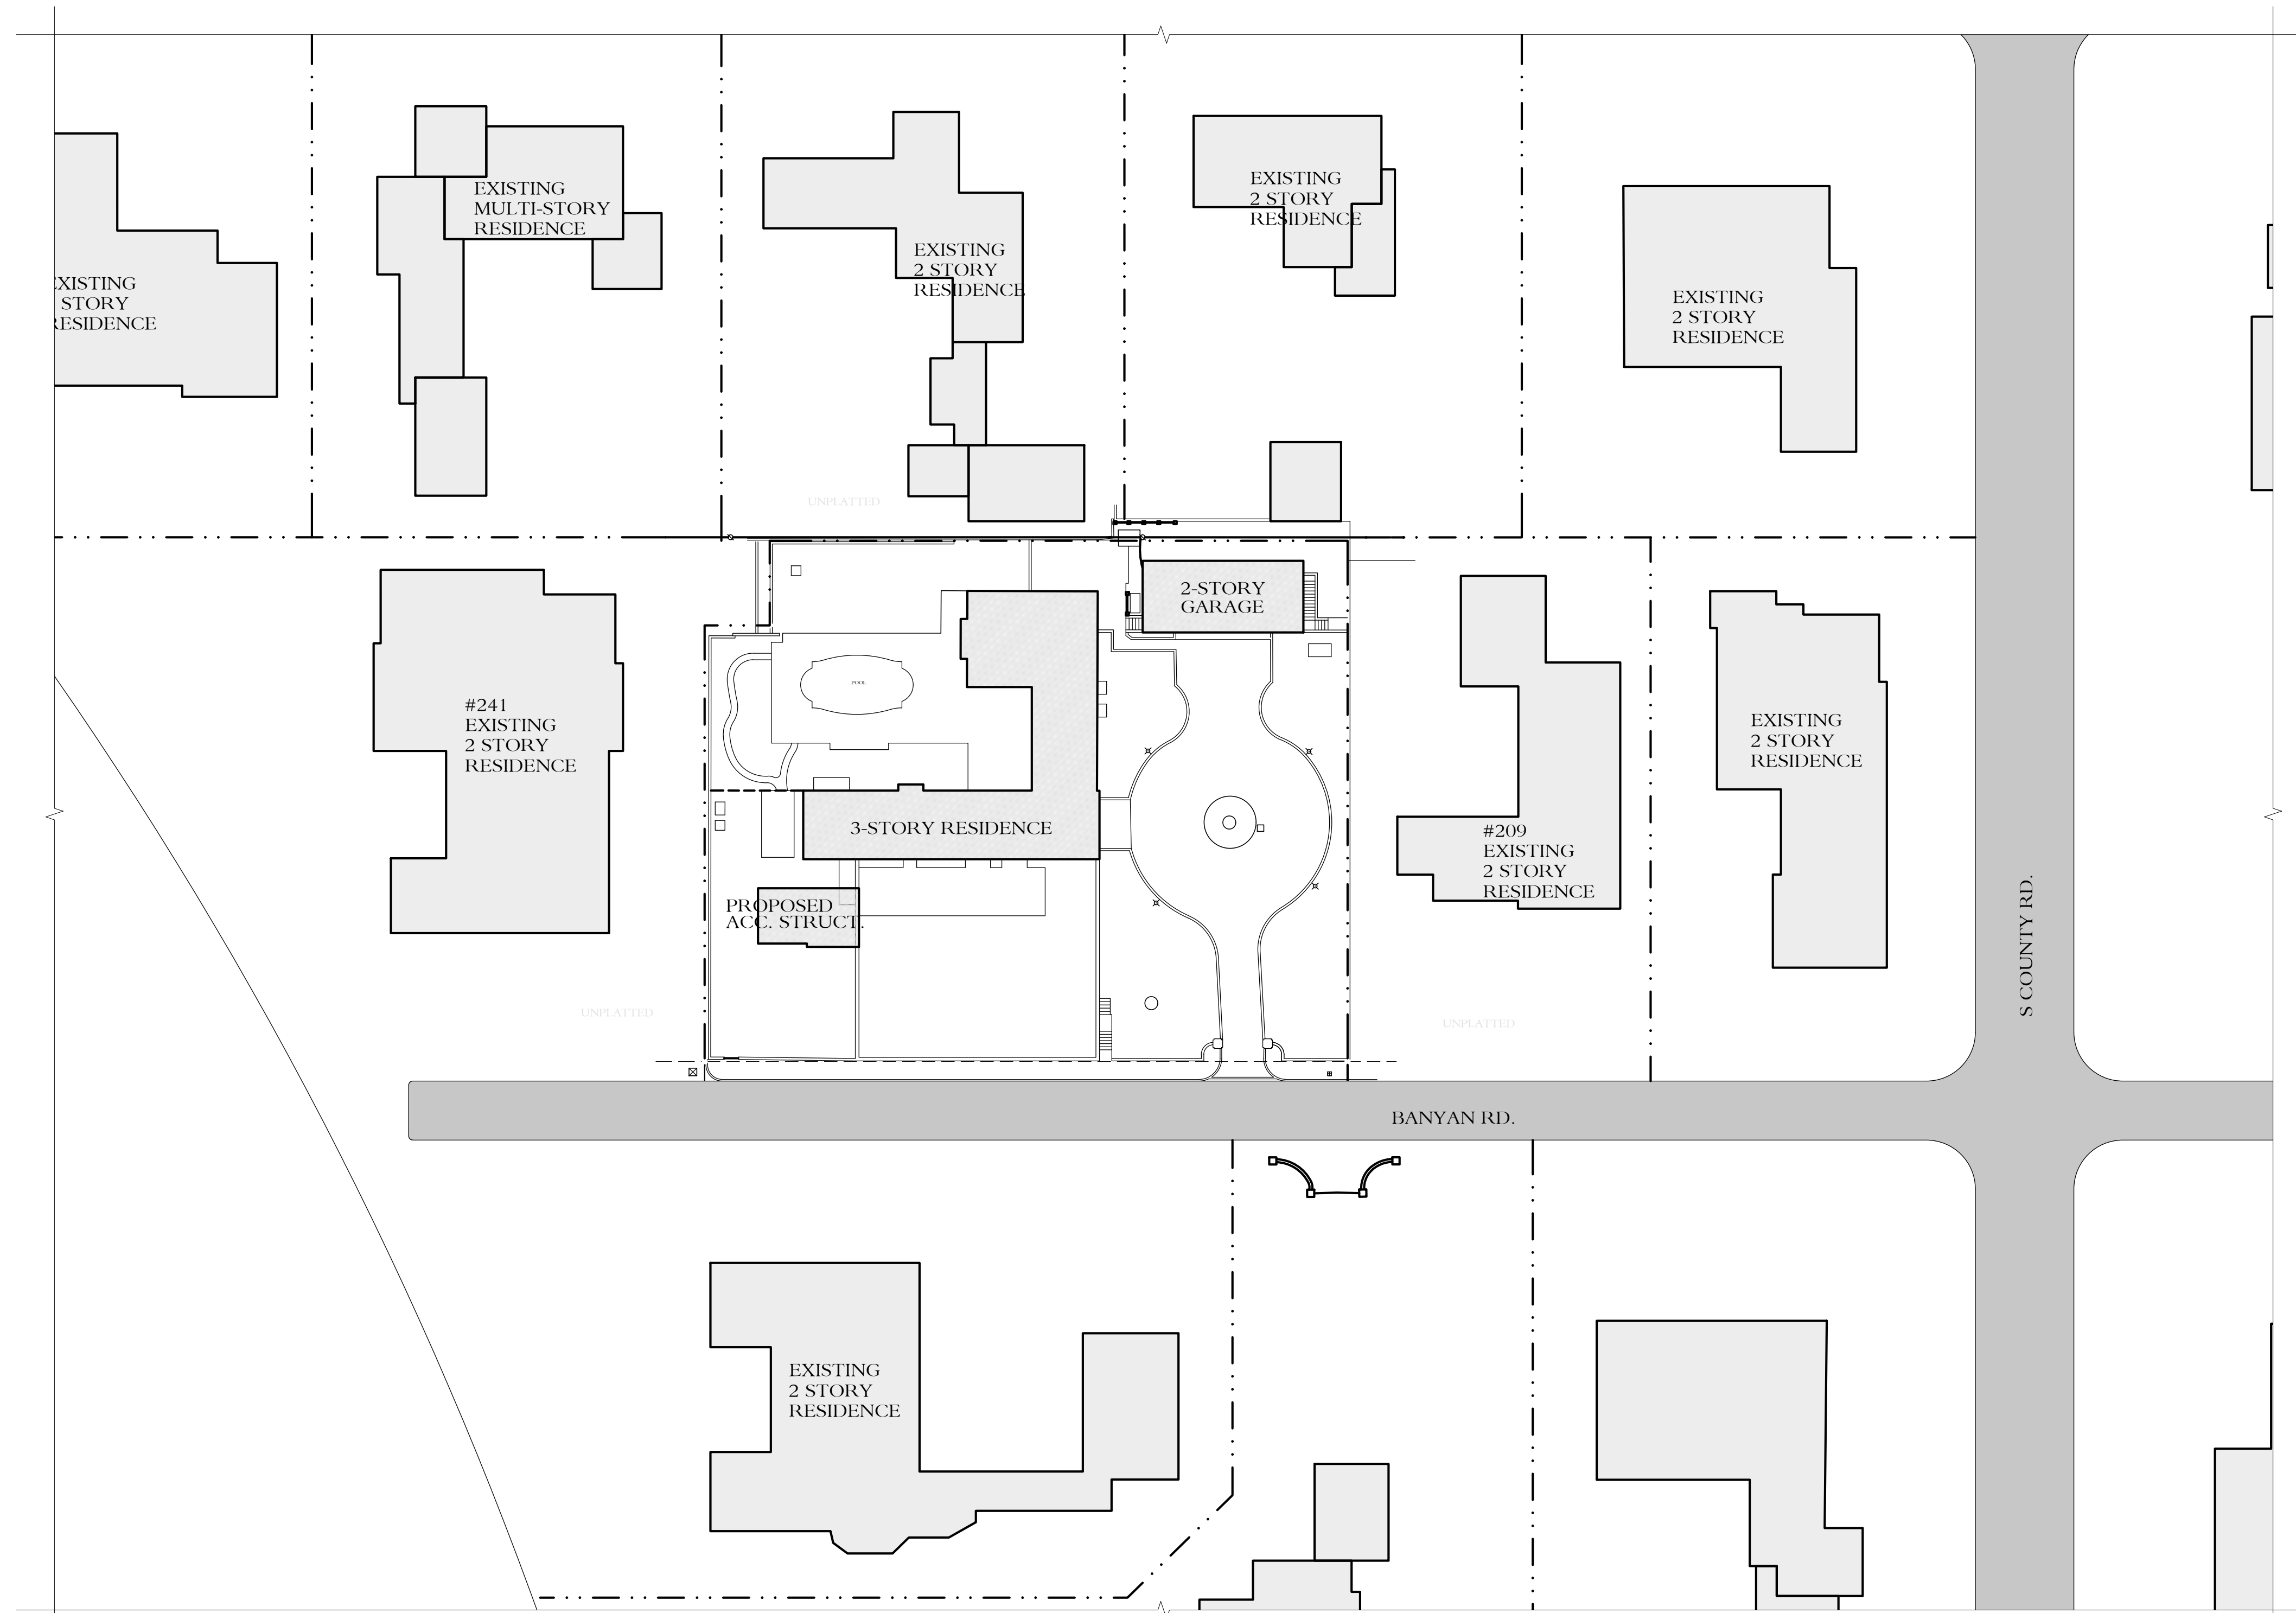 EXISTING
MULTI-STORY
RESIDENCE
EXISTING
2 STORY
RESIDENCE
EXISTING
2 STORY
RESIDENCE
EXISTING
2 STORY
RESIDENCE
XISTING
STORY
RESIDENCE
UNPLATTED
2-STORY
GARAGE
POOL
#241
EXISTING
2 STORY
RESIDENCE
EXISTING
2 STORY
RESIDENCE
3-STORY RESIDENCE
#209
EXISTING
2 STORY
RESIDENCE
PROPOSED
ACC. STRUCT.
S COUNTY RD.
UNPLATTED
UNPLATTED
BANYAN RD.
EXISTING
2 STORY
RESIDENCE